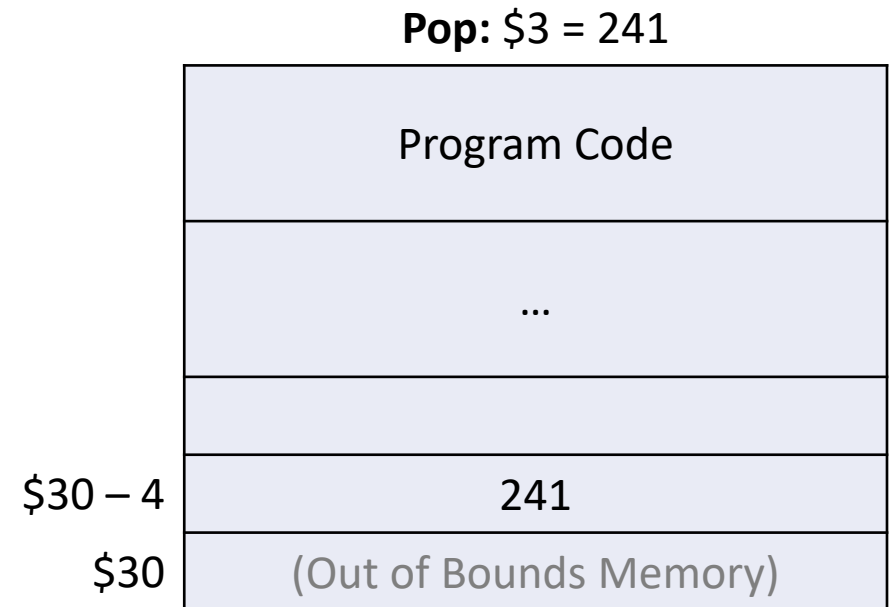 Pop: $3 = 241
Program Code
…
$30 – 4 241
$30 (Out of Bounds Memory)